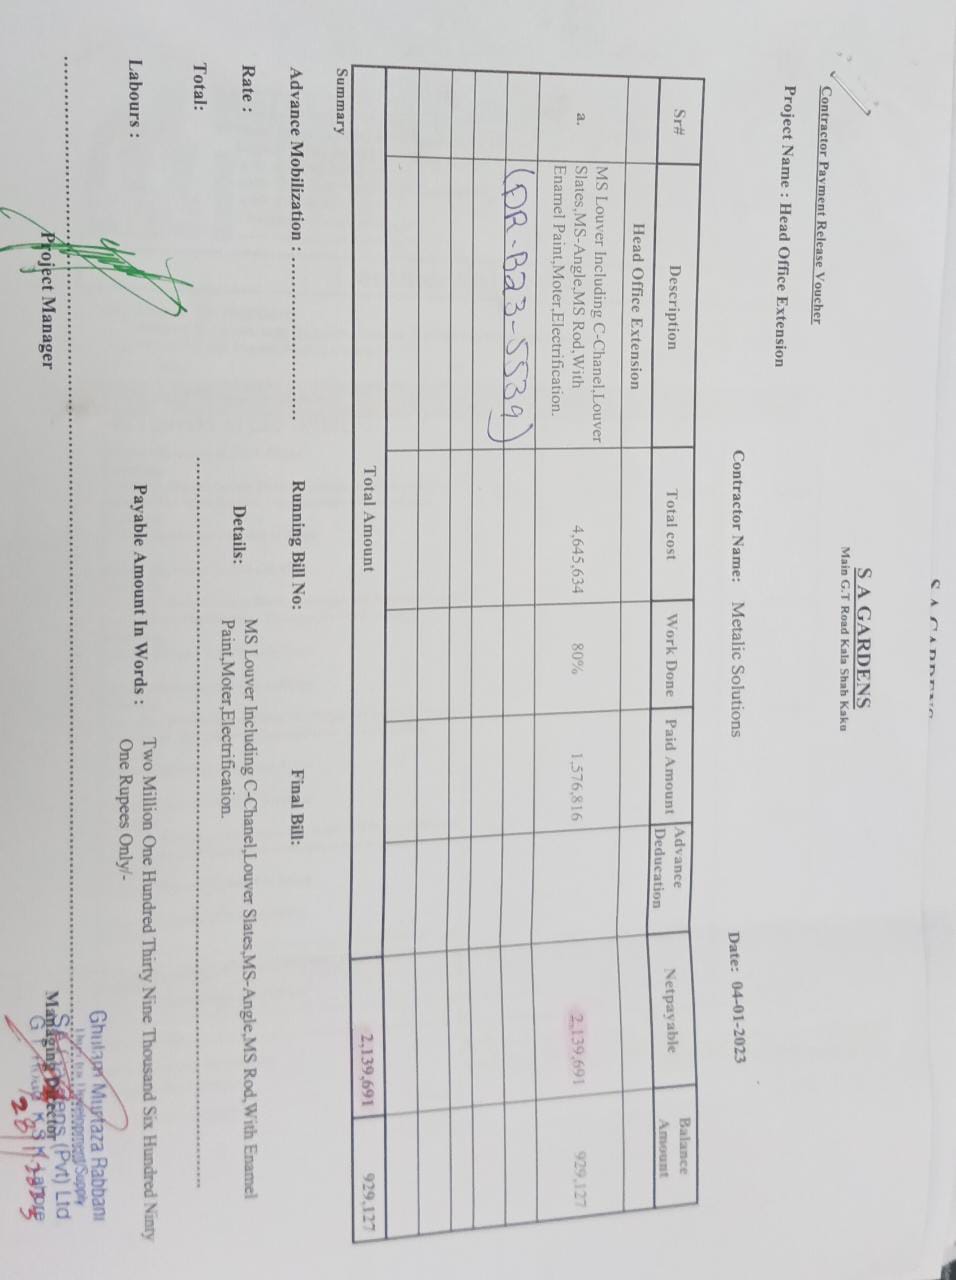 S A GARDENS
Main G.T Road Kala Shah Kaku
Contractor Payment Release Voucher
Project Name : Head Office Extension
Contractor Name: Metalic Solutions
Date: 04-01-2023
Sr# Description Total cost Work Done Paid Amount Advance Deducation Netpayable Balance Amount
Head Office Extension
a. MS Louver Including C-Chanel,Louver 4,645,634 80% 1,576,816 2,139,691 929,127
Slates,MS-Angle,MS Rod,With
Enamel Paint,Moter,Electrification.
(DR-B23-5539)
Total Amount 2,139,691 929,127
Summary
Advance Mobilization : ........................ Running Bill No: Final Bill:
Rate : Details: MS Louver Including C-Chanel,Louver Slates,MS-Angle,MS Rod,With Enamel
Paint,Moter,Electrification.
Total:
Labours : Payable Amount In Words : Two Million One Hundred Thirty Nine Thousand Six Hundred Ninty
One Rupees Only/-
Project Manager
Managing Director
Ghulam Murtaza Rabbani
Development/Supply
(Pvt) Ltd
Lahore